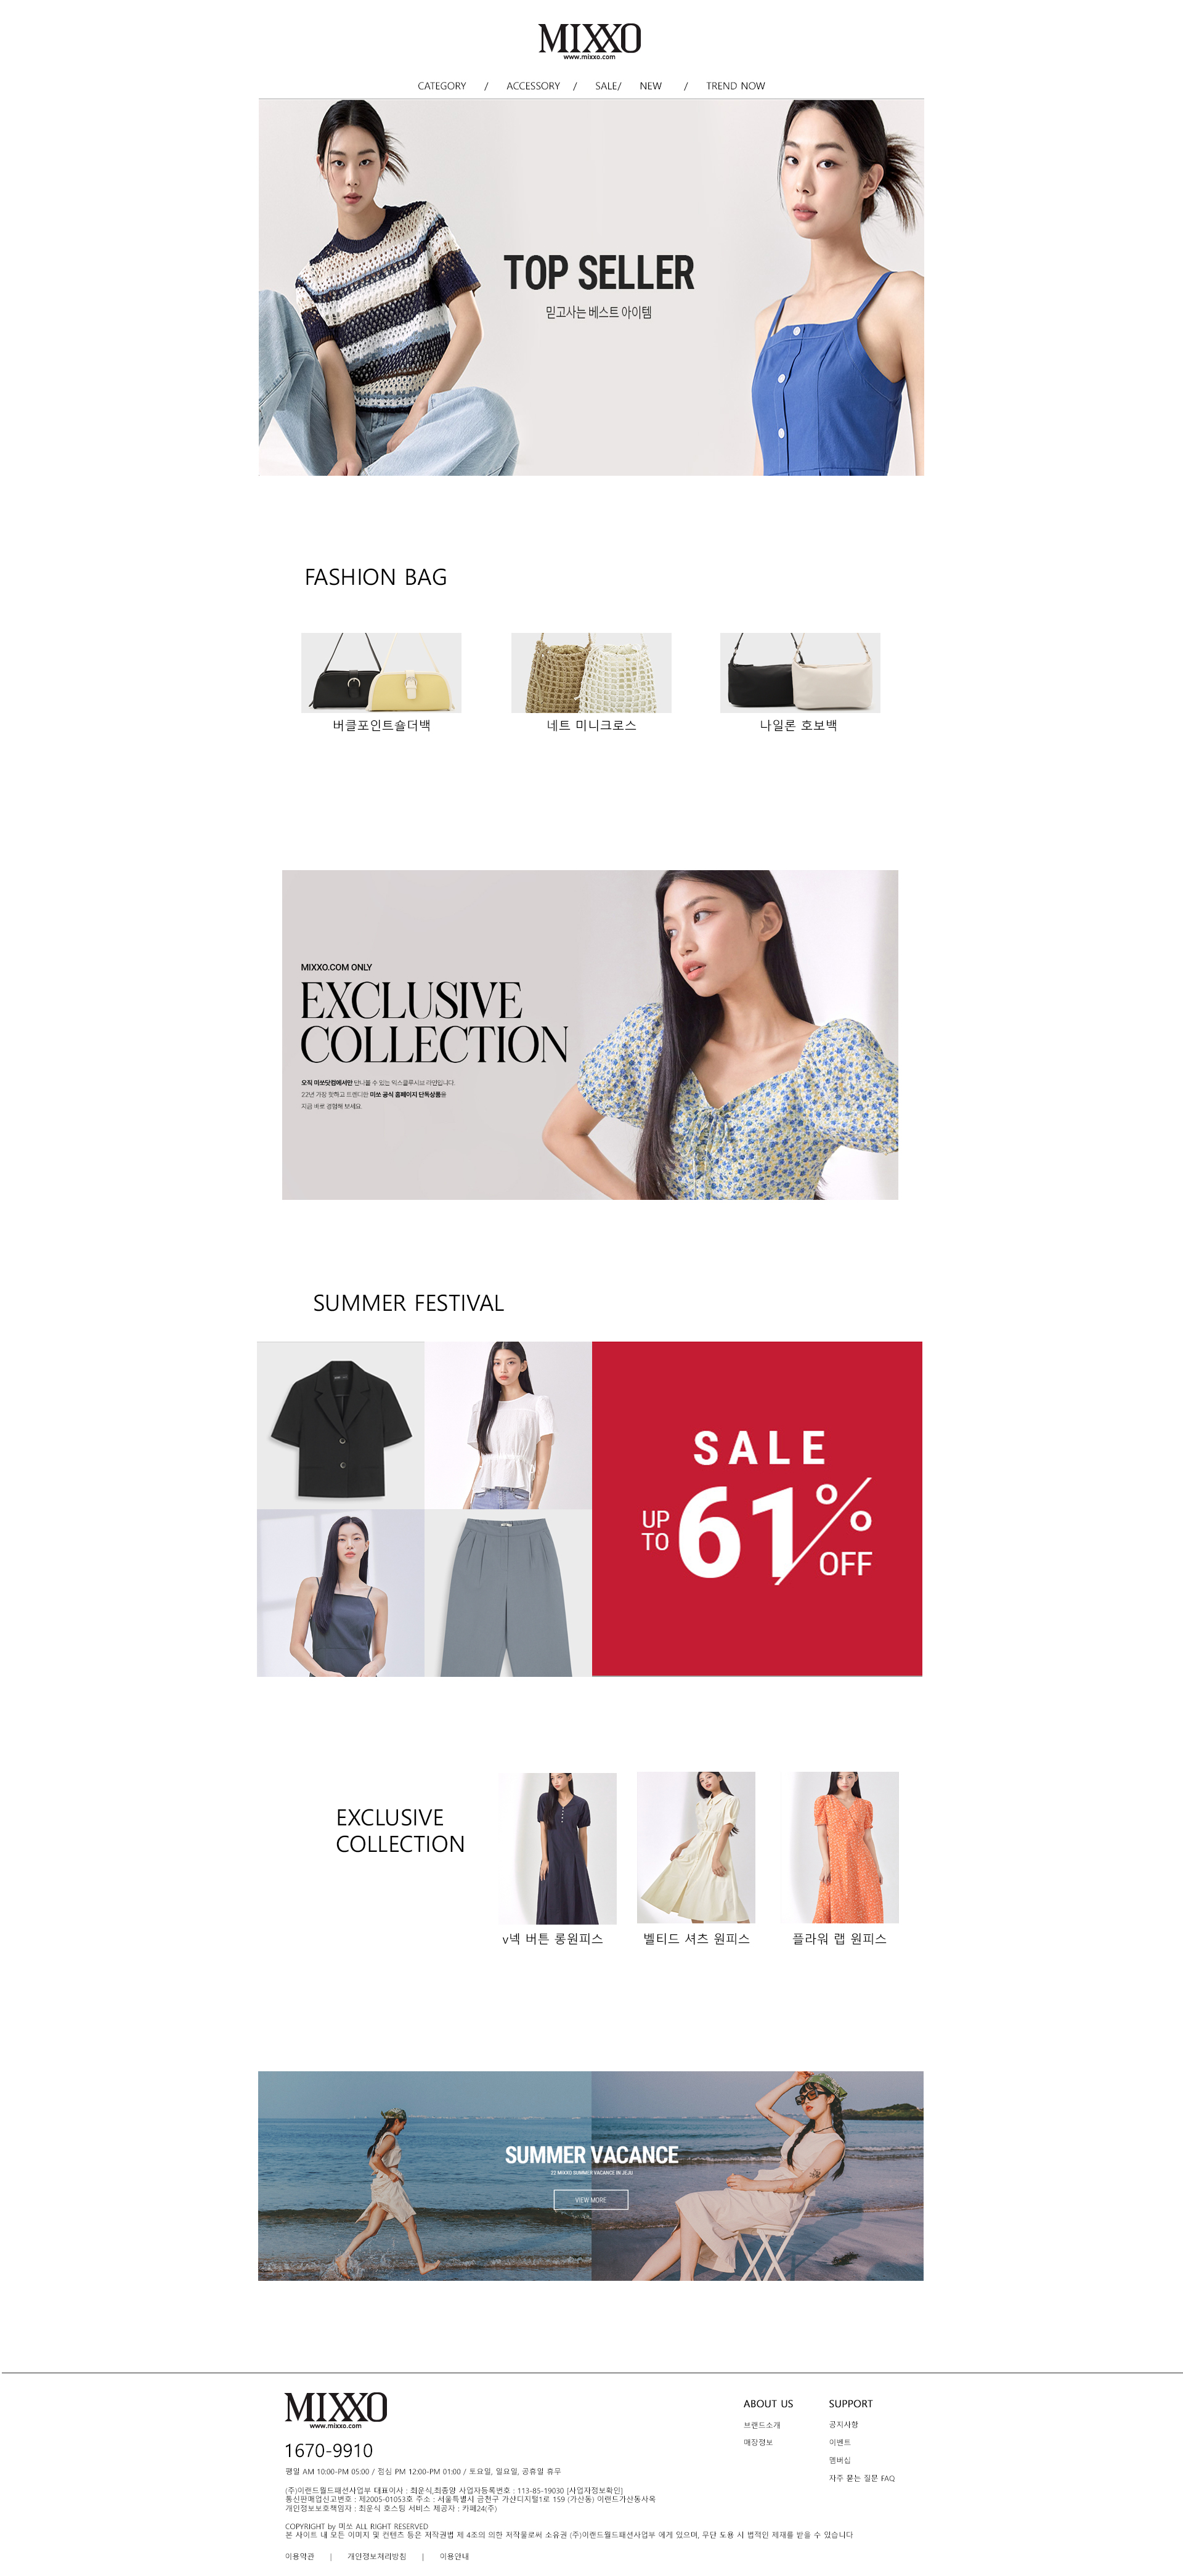 MIXXO
www.mixxo.com
CATEGORY / ACCESSORY / SALE/ NEW / TREND NOW
TOP SELLER
믿고사는 베스트 아이템
FASHION BAG
버클포인트숄더백
네트 미니크로스
나일론 호보백
MIXXO.COM ONLY
EXCLUSIVE
COLLECTION
오직 미쏘닷컴에서만 만나볼 수 있는 익스클루시브 라인입니다.
22년 가장 핫하고 트렌디한 미쏘 공식 홈페이지 단독상품을
지금 바로 경험해 보세요
SUMMER FESTIVAL
SALE
UP TO 61% OFF
EXCLUSIVE
COLLECTION
v넥 버튼 롱원피스
벨티드 셔츠 원피스
플라워 랩 원피스
SUMMER VACANCE
22 MIXXO SUMMER VACANCE IN JEJU
VIEW MORE
MIXXO
www.mixxo.com
1670-9910
평일 AM 10:00-PM 05:00 / 점심 PM 12:00-PM 01:00 / 토요일, 일요일, 공휴일 휴무
(주)이랜드월드패션사업부 대표이사 : 최운식,최종양 사업자등록번호 : 113-85-19030 [사업자정보확인]
통신판매업신고번호 : 제2005-01053호 주소 : 서울특별시 금천구 가산디지털1로 159 (가산동) 이랜드가산동사옥
개인정보보호책임자 : 최운식 호스팅 서비스 제공자 : 카페24(주)
COPYRIGHT by 미쏘 ALL RIGHT RESERVED
본 사이트 내 모든 이미지 및 컨텐츠 등은 저작권법 제 4조의 의한 저작물로써 소유권 (주)이랜드월드패션사업부 에게 있으며, 무단 도용 시 법적인 제재를 받을 수 있습니다
이용약관 | 개인정보처리방침 | 이용안내
ABOUT US
브랜드소개
매장정보
SUPPORT
공지사항
이벤트
멤버십
자주 묻는 질문 FAQ